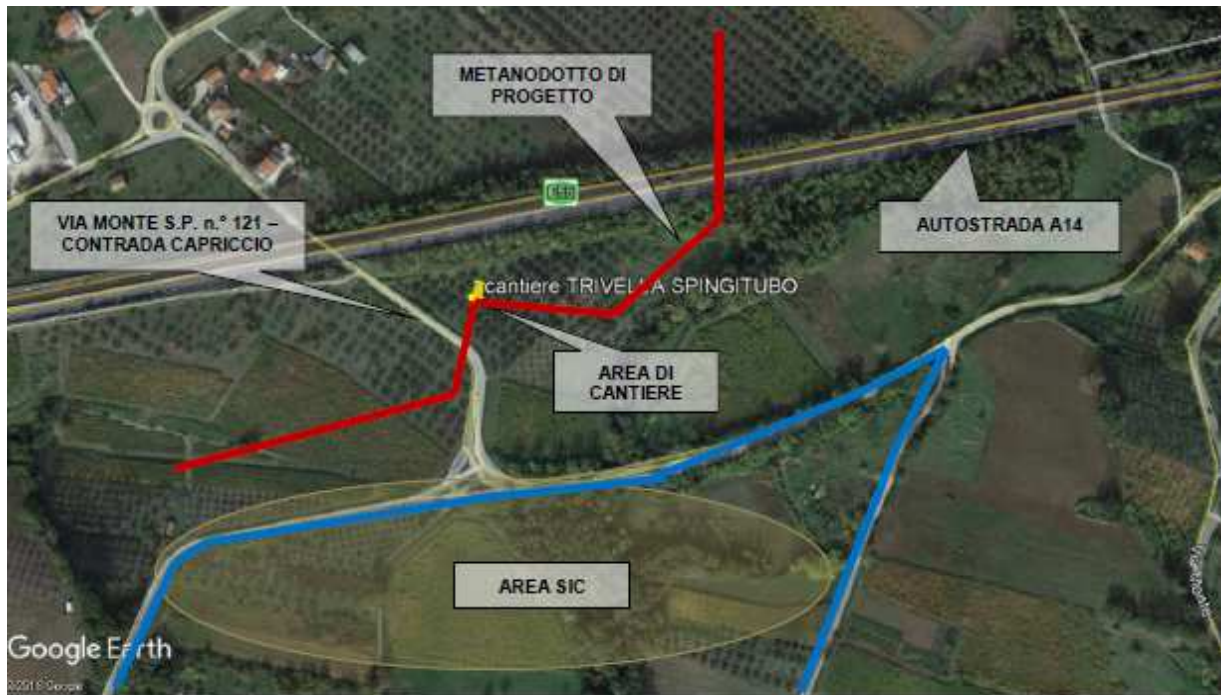 METANODOTTO DI
PROGETTO
VIA MONTE S.P. n.° 121 –
CONTRADA CAPRICCIO
AUTOSTRADA A14
cantiere TRIVELLA SPINGITUBO
AREA DI
CANTIERE
AREA SIC
Google Earth